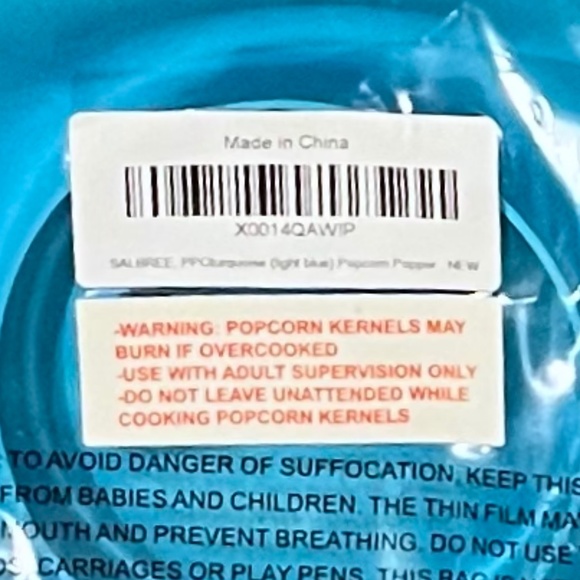 Made in China
X0014QAWIP
SALBREE, PPCturquoise (light blue) Popcorn Popper NEW
-WARNING: POPCORN KERNELS MAY
BURN IF OVERCOOKED
-USE WITH ADULT SUPERVISION ONLY
-DO NOT LEAVE UNATTENDED WHILE
COOKING POPCORN KERNELS
TO AVOID DANGER OF SUFFOCATION, KEEP THIS
FROM BABIES AND CHILDREN. THE THIN FILM MA
MOUTH AND PREVENT BREATHING. DO NOT USE
CARRIAGES OR PLAY PENS. THIS